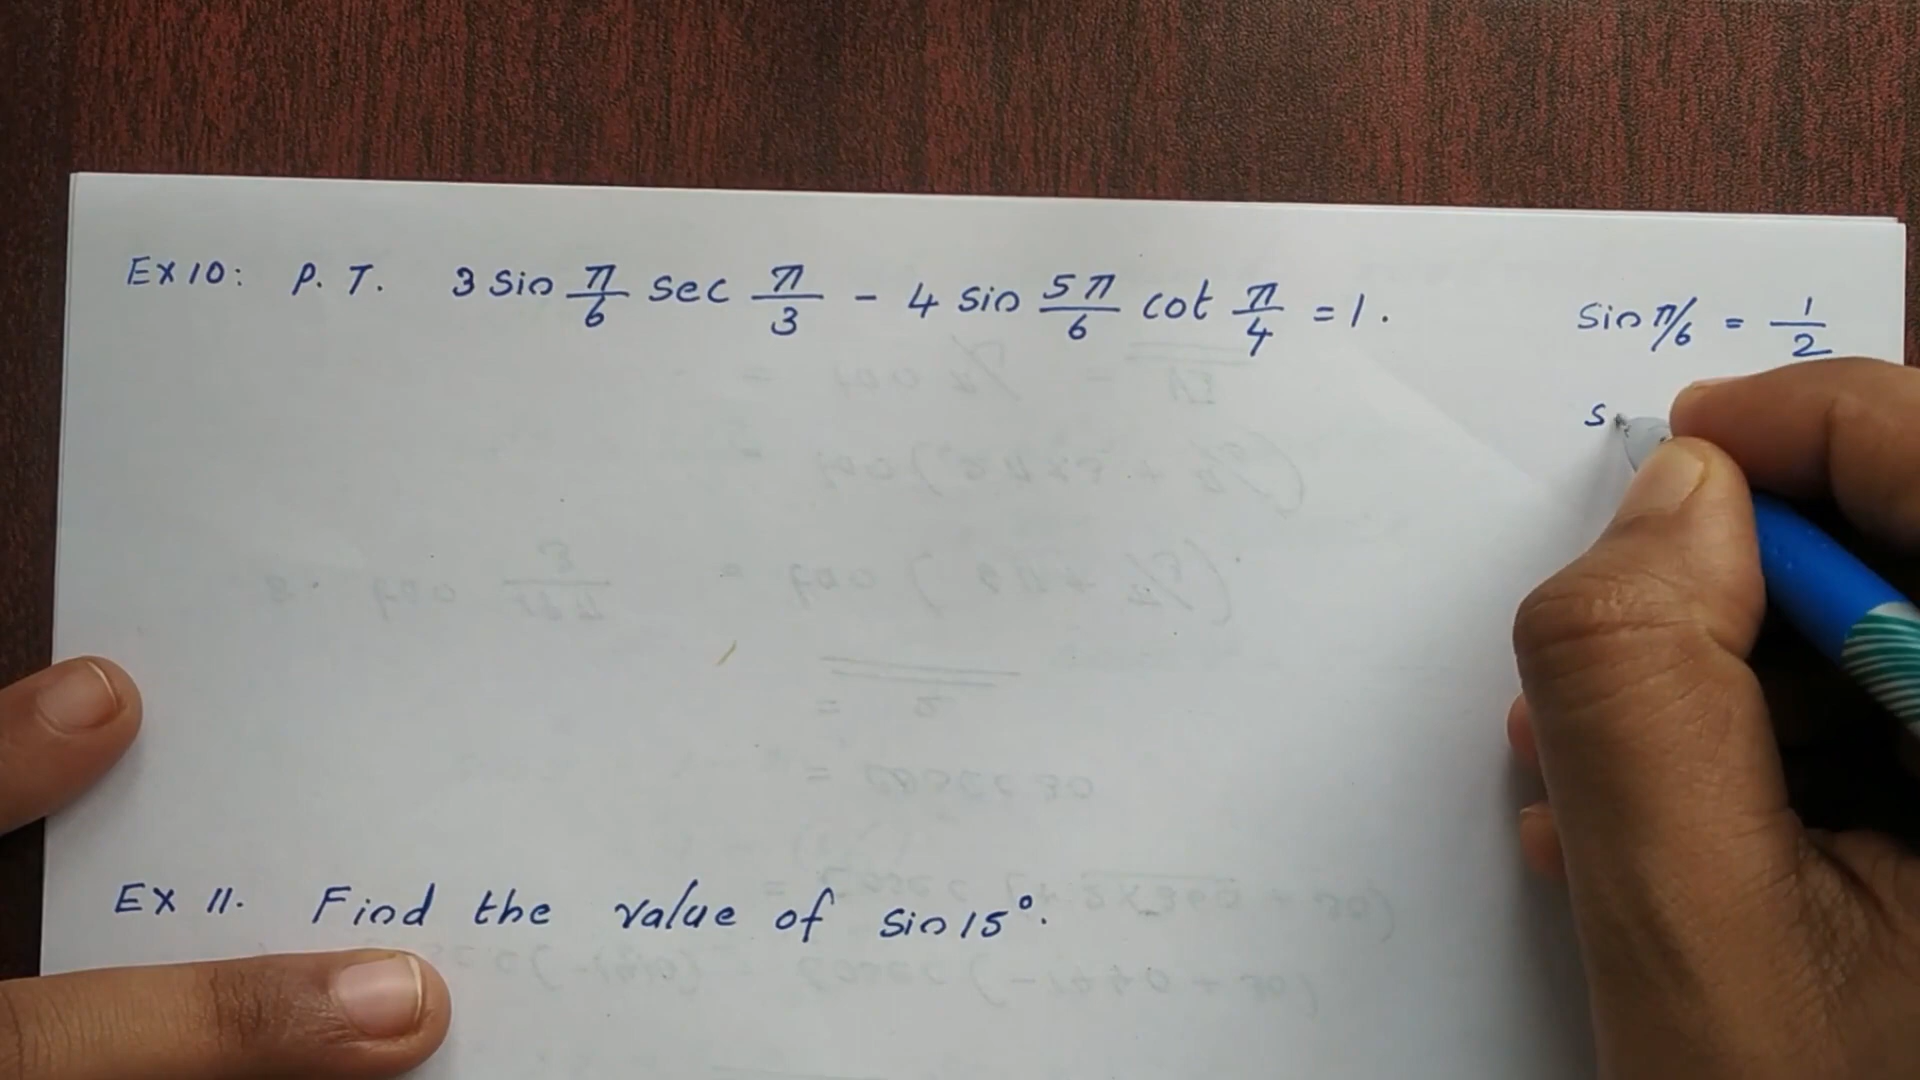 EX 10: P. T. 3 sin π/6 sec π/3 - 4 sin 5π/6 cot π/4 = 1.
sin π/6 = 1/2
s
EX 11. Find the value of sin 15°.